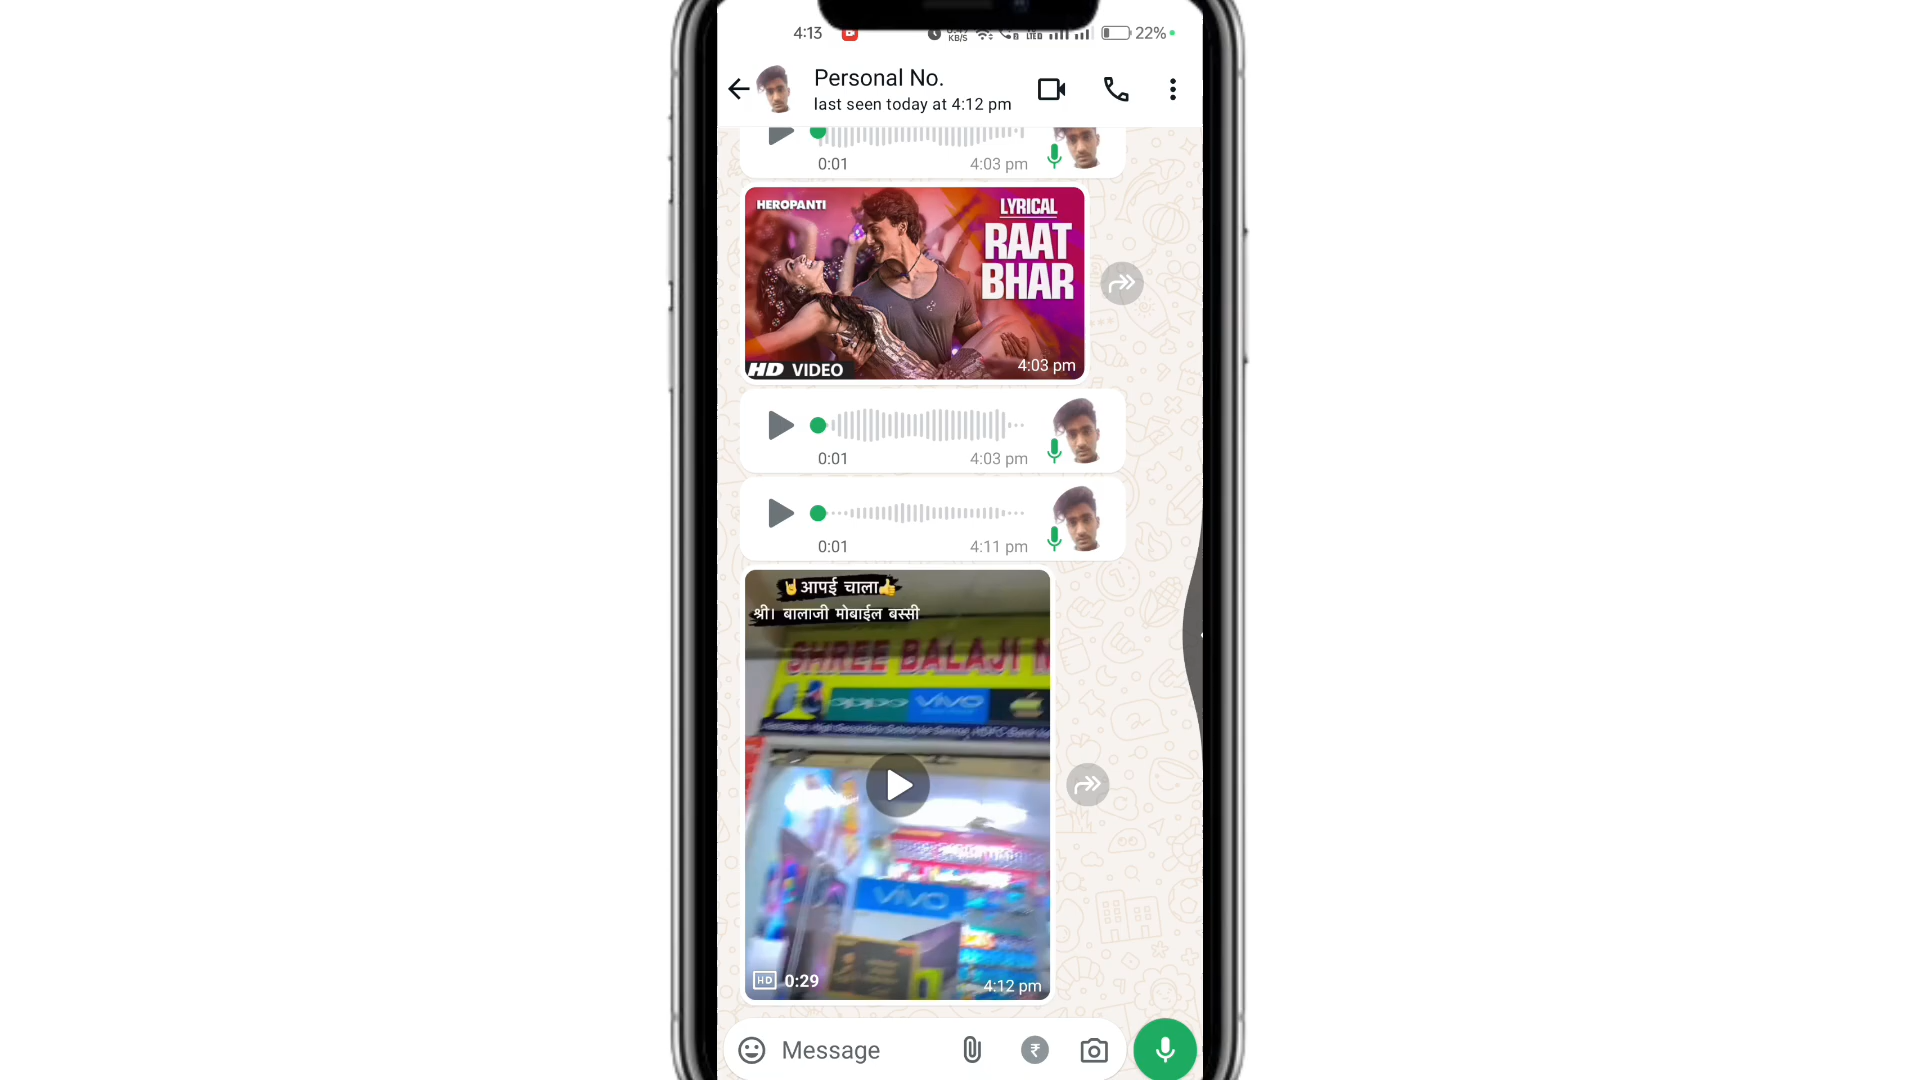 4:13
KB/S
22%
Personal No.
last seen today at 4:12 pm
0:01 4:03 pm
HEROPANTI
LYRICAL
RAAT
BHAR
HD VIDEO
4:03 pm
0:01 4:03 pm
0:01 4:11 pm
🤘आपई चाला👍
श्री। बालाजी मोबाईल बस्सी
SHREE BALAJI
oppo vivo
vivo
HD 0:29
4:12 pm
Message
₹